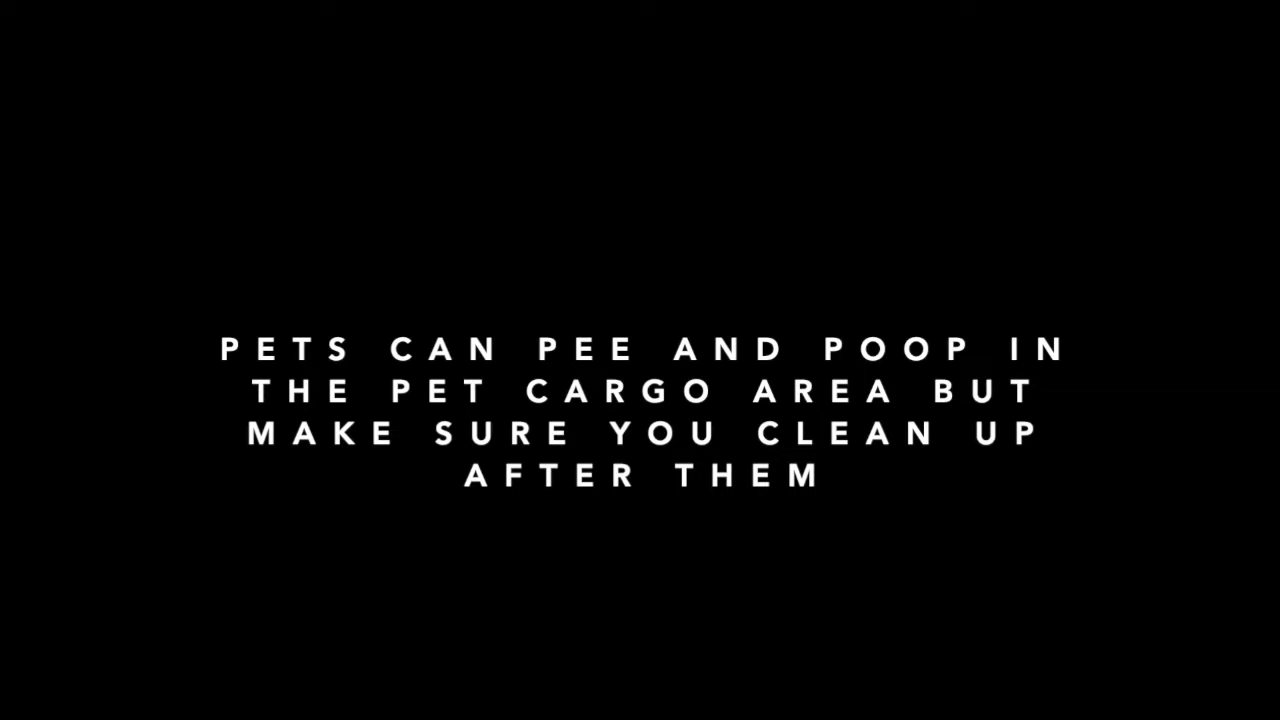 PETS CAN PEE AND POOP IN
THE PET CARGO AREA BUT
MAKE SURE YOU CLEAN UP
AFTER THEM